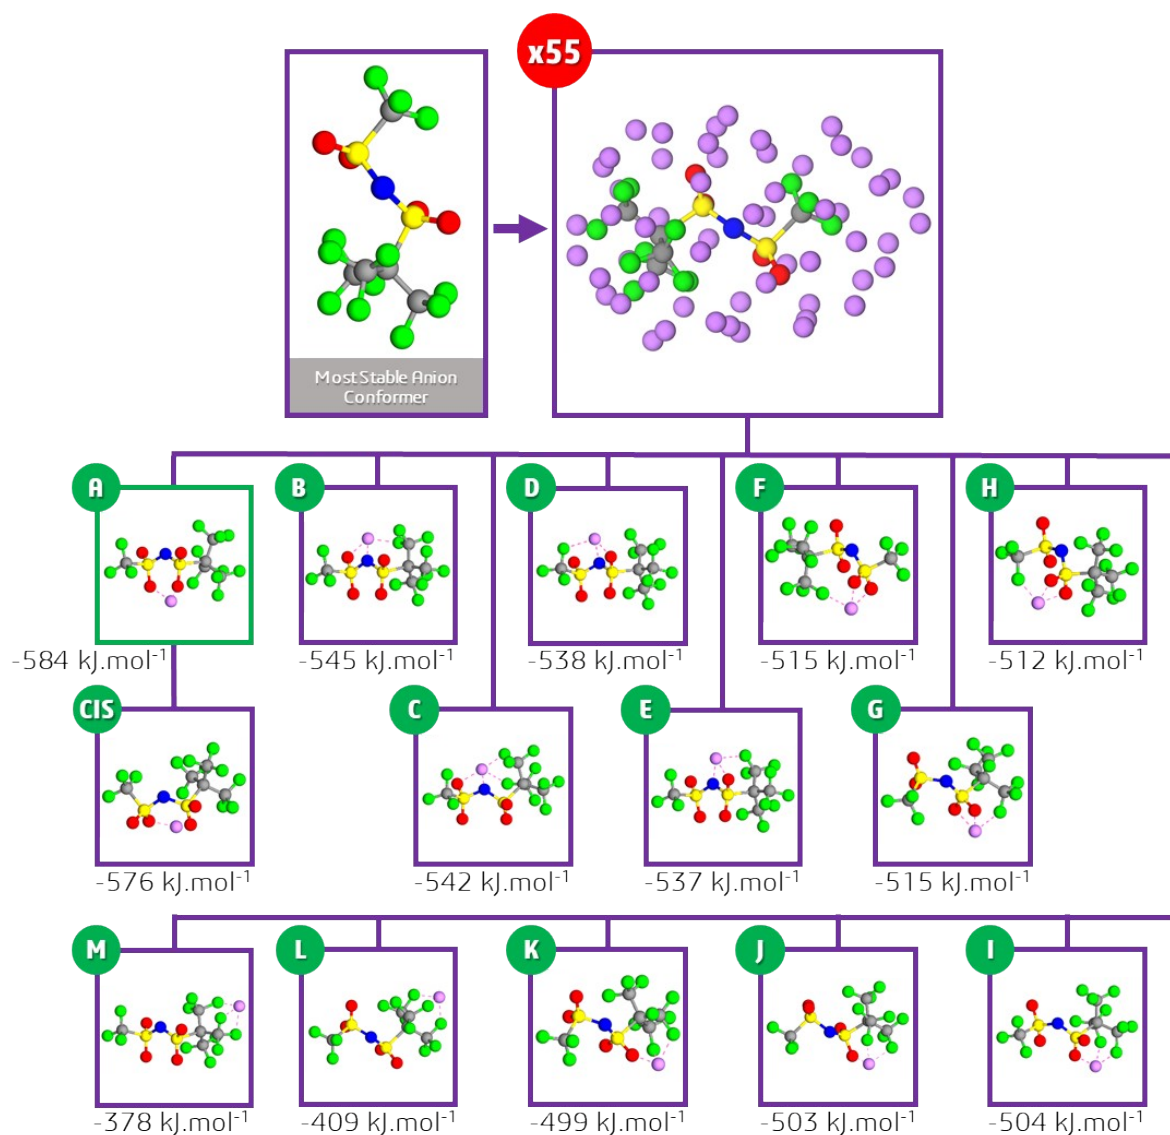 x55
Most Stable Anion
Conformer
A
B
D
F
H
-584 kJ.mol⁻¹
-545 kJ.mol⁻¹
-538 kJ.mol⁻¹
-515 kJ.mol⁻¹
-512 kJ.mol⁻¹
CIS
C
E
G
-576 kJ.mol⁻¹
-542 kJ.mol⁻¹
-537 kJ.mol⁻¹
-515 kJ.mol⁻¹
M
L
K
J
I
-378 kJ.mol⁻¹
-409 kJ.mol⁻¹
-499 kJ.mol⁻¹
-503 kJ.mol⁻¹
-504 kJ.mol⁻¹